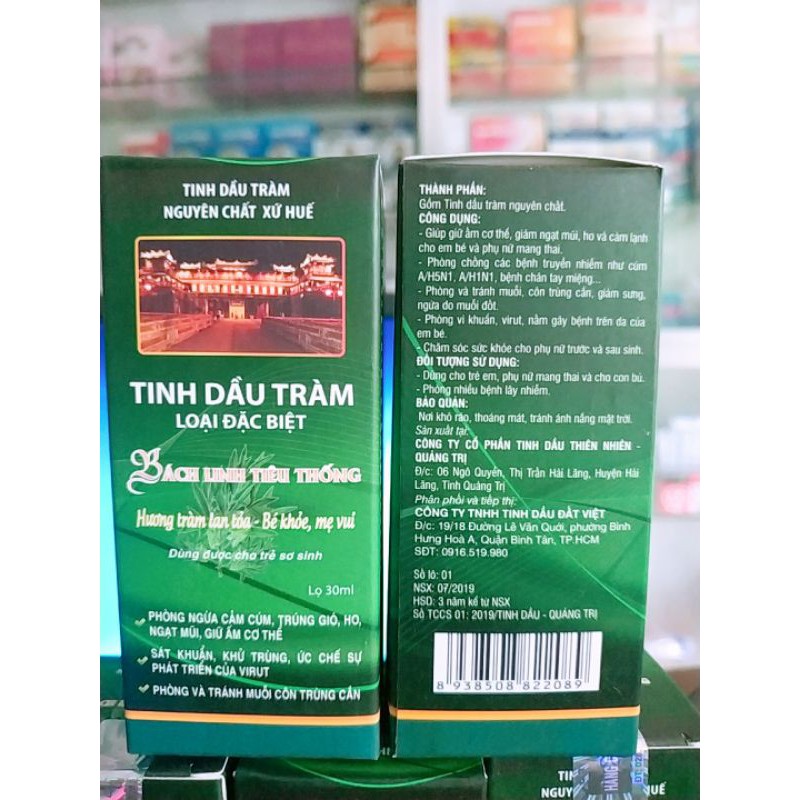 TINH DẦU TRÀM
NGUYÊN CHẤT XỨ HUẾ
TINH DẦU TRÀM
LOẠI ĐẶC BIỆT
BÁCH LINH TIÊU THỐNG
Hương tràm lan tỏa - Bé khỏe, mẹ vui
Dùng được cho trẻ sơ sinh
Lọ 30ml
PHÒNG NGỪA CẢM CÚM, TRÚNG GIÓ, HO,
NGẠT MŨI, GIỮ ẤM CƠ THỂ
SÁT KHUẨN, KHỬ TRÙNG, ỨC CHẾ SỰ
PHÁT TRIỂN CỦA VIRUT
PHÒNG VÀ TRÁNH MUỖI CÔN TRÙNG CẮN
THÀNH PHẦN:
Gồm Tinh dầu tràm nguyên chất.
CÔNG DỤNG:
- Giúp giữ ấm cơ thể, giảm ngạt mũi, ho và cảm lạnh
cho em bé và phụ nữ mang thai.
- Phòng chống các bệnh truyền nhiễm như cúm
A/H5N1, A/H1N1, bệnh chân tay miệng...
- Phòng và tránh muỗi, côn trùng cắn, giảm sưng,
ngứa do muỗi đốt.
- Phòng vi khuẩn, virut, nấm gây bệnh trên da của
em bé.
- Chăm sóc sức khỏe cho phụ nữ trước và sau sinh.
ĐỐI TƯỢNG SỬ DỤNG:
- Dùng cho trẻ em, phụ nữ mang thai và cho con bú.
- Phòng nhiều bệnh lây nhiễm.
BẢO QUẢN:
Nơi khô ráo, thoáng mát, tránh ánh nắng mặt trời.
Sản xuất tại:
CÔNG TY CỔ PHẦN TINH DẦU THIÊN NHIÊN -
QUẢNG TRỊ
Đ/c: 06 Ngô Quyền, Thị Trấn Hải Lăng, Huyện Hải
Lăng, Tỉnh Quảng Trị
Phân phối và tiếp thị:
CÔNG TY TNHH TINH DẦU ĐẤT VIỆT
Đ/c: 19/18 Đường Lê Văn Quới, phường Bình
Hưng Hoà A, Quận Bình Tân, TP.HCM
SĐT: 0916.519.980
Số lô: 01
NSX: 07/2019
HSD: 3 năm kể từ NSX
Số TCCS 01: 2019/TINH DẦU - QUẢNG TRỊ
8 938508 822089
TINH
NGUYÊN
HUẾ
HÀNG